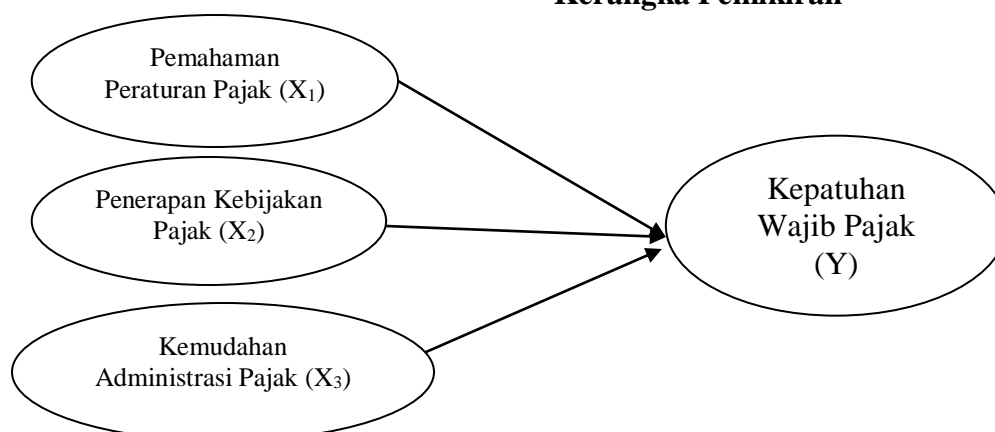 Kerangka Pemikiran
Pemahaman
Peraturan Pajak (X₁)
Penerapan Kebijakan
Pajak (X₂)
Kemudahan
Administrasi Pajak (X₃)
Kepatuhan
Wajib Pajak
(Y)